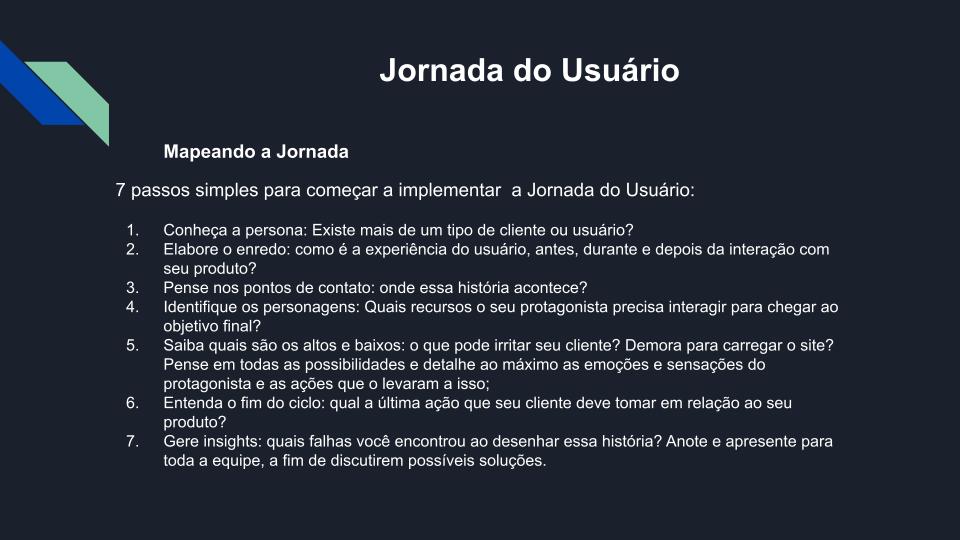 Jornada do Usuário
Mapeando a Jornada
7 passos simples para começar a implementar  a Jornada do Usuário:
1. Conheça a persona: Existe mais de um tipo de cliente ou usuário?
2. Elabore o enredo: como é a experiência do usuário, antes, durante e depois da interação com
seu produto?
3. Pense nos pontos de contato: onde essa história acontece?
4. Identifique os personagens: Quais recursos o seu protagonista precisa interagir para chegar ao
objetivo final?
5. Saiba quais são os altos e baixos: o que pode irritar seu cliente? Demora para carregar o site?
Pense em todas as possibilidades e detalhe ao máximo as emoções e sensações do
protagonista e as ações que o levaram a isso;
6. Entenda o fim do ciclo: qual a última ação que seu cliente deve tomar em relação ao seu
produto?
7. Gere insights: quais falhas você encontrou ao desenhar essa história? Anote e apresente para
toda a equipe, a fim de discutirem possíveis soluções.